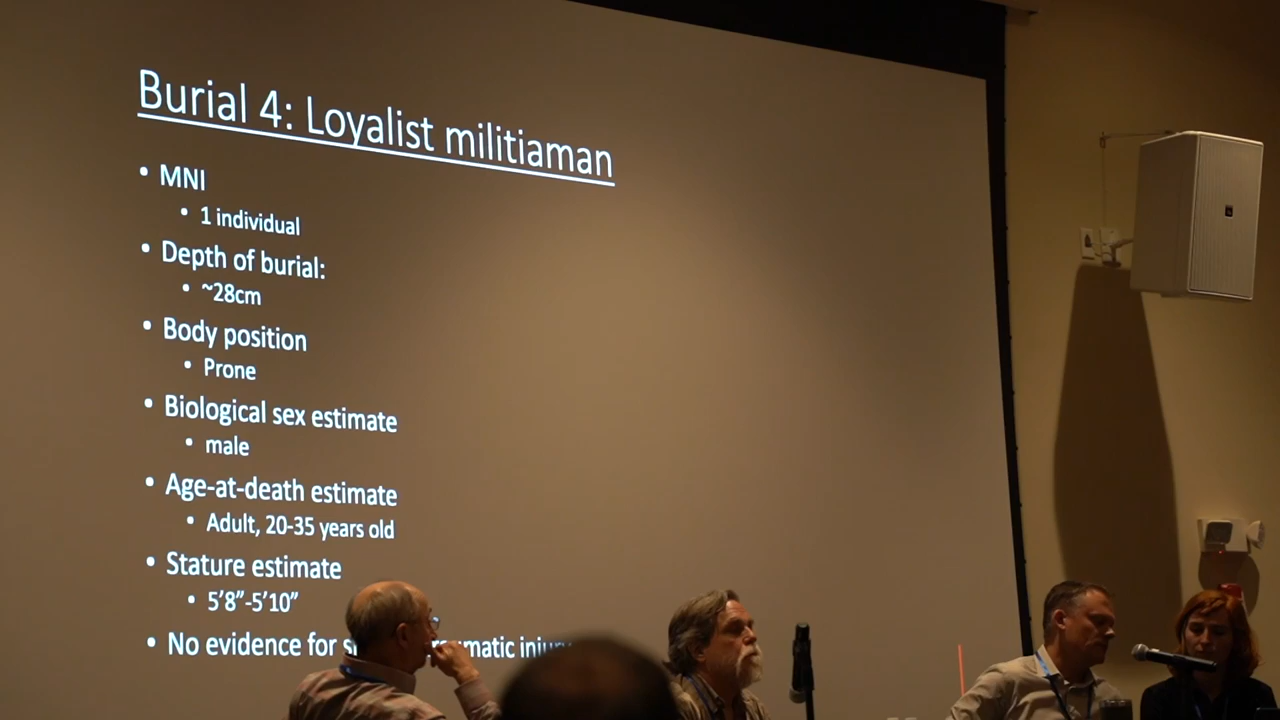 Burial 4: Loyalist militiaman
• MNI
• 1 individual
• Depth of burial:
• ~28cm
• Body position
• Prone
• Biological sex estimate
• male
• Age-at-death estimate
• Adult, 20-35 years old
• Stature estimate
• 5’8”-5’10”
• No evidence for